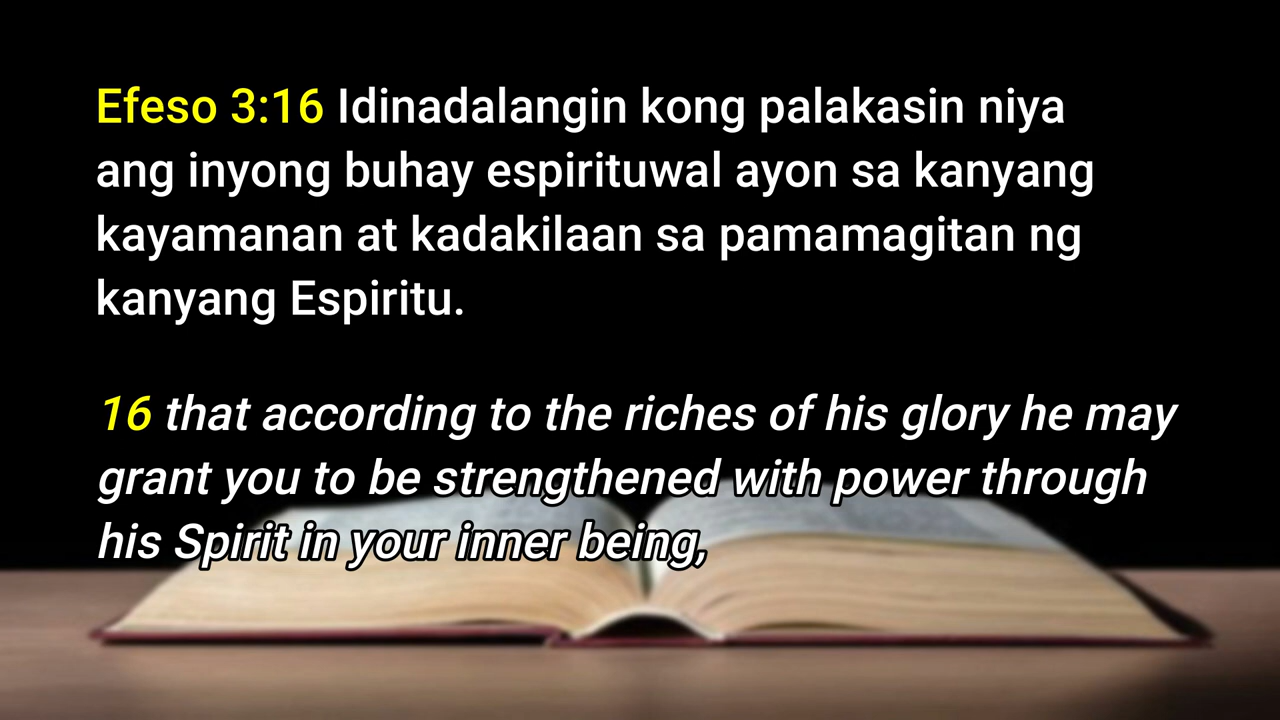 Efeso 3:16 Idinadalangin kong palakasin niya
ang inyong buhay espirituwal ayon sa kanyang
kayamanan at kadakilaan sa pamamagitan ng
kanyang Espiritu.
16 that according to the riches of his glory he may
grant you to be strengthened with power through
his Spirit in your inner being,